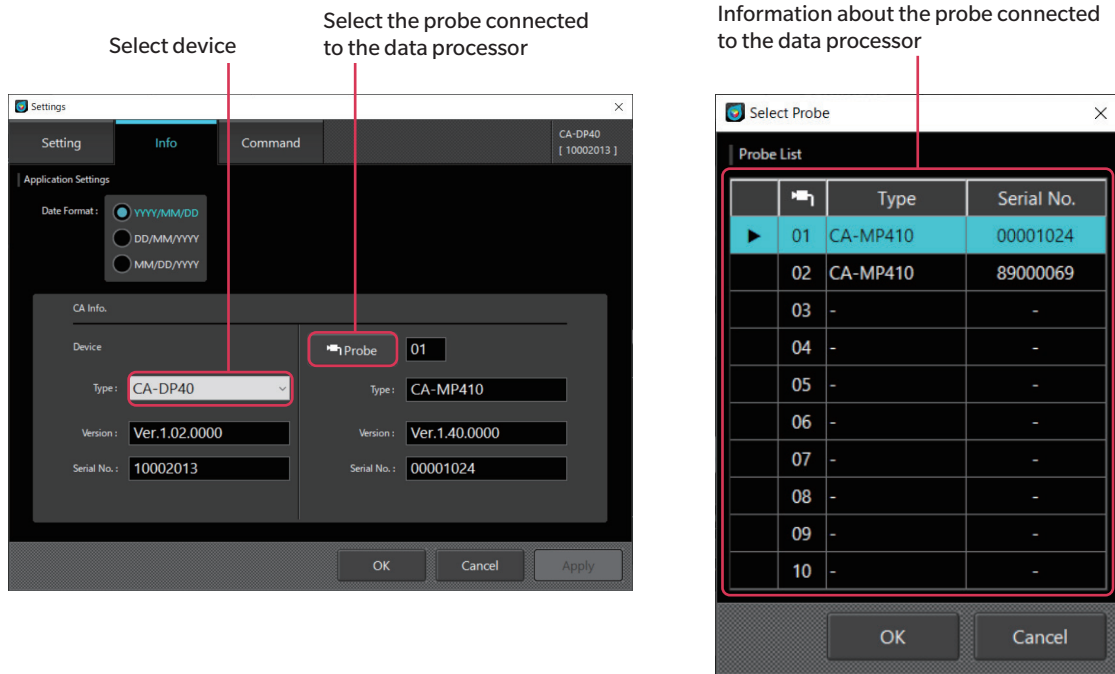 Select device
Select the probe connected
to the data processor
Information about the probe connected
to the data processor
Settings
Setting Info Command
CA-DP40
[ 10002013 ]
Application Settings
Date Format : YYYY/MM/DD
DD/MM/YYYY
MM/DD/YYYY
CA Info.
Device
Probe 01
Type : CA-DP40
Type : CA-MP410
Version : Ver.1.02.0000
Version : Ver.1.40.0000
Serial No. : 10002013
Serial No. : 00001024
OK Cancel Apply
Select Probe
Probe List
Type Serial No.
01 CA-MP410 00001024
02 CA-MP410 89000069
03 - -
04 - -
05 - -
06 - -
07 - -
08 - -
09 - -
10 - -
OK Cancel